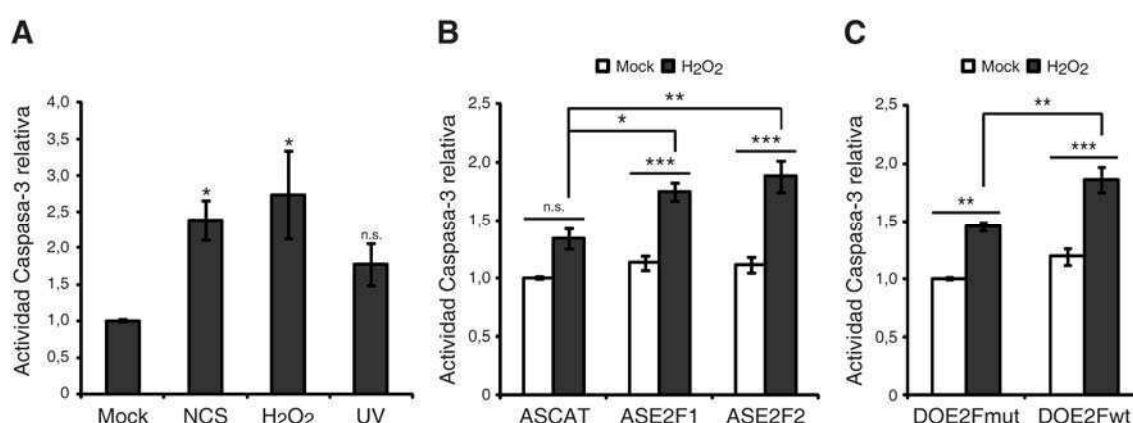 A
Actividad Caspasa-3 relativa
4,0
3,5
3,0
2,5
2,0
1,5
1,0
0,5
0
*
*
n.s.
Mock NCS H2O2 UV
B
Mock H2O2
Actividad Caspasa-3 relativa
2,5
2,0
1,5
1,0
0,5
0
**
*
n.s.
***
***
ASCAT ASE2F1 ASE2F2
C
Mock H2O2
Actividad Caspasa-3 relativa
2,5
2,0
1,5
1,0
0,5
0
**
**
***
DOE2Fmut DOE2Fwt